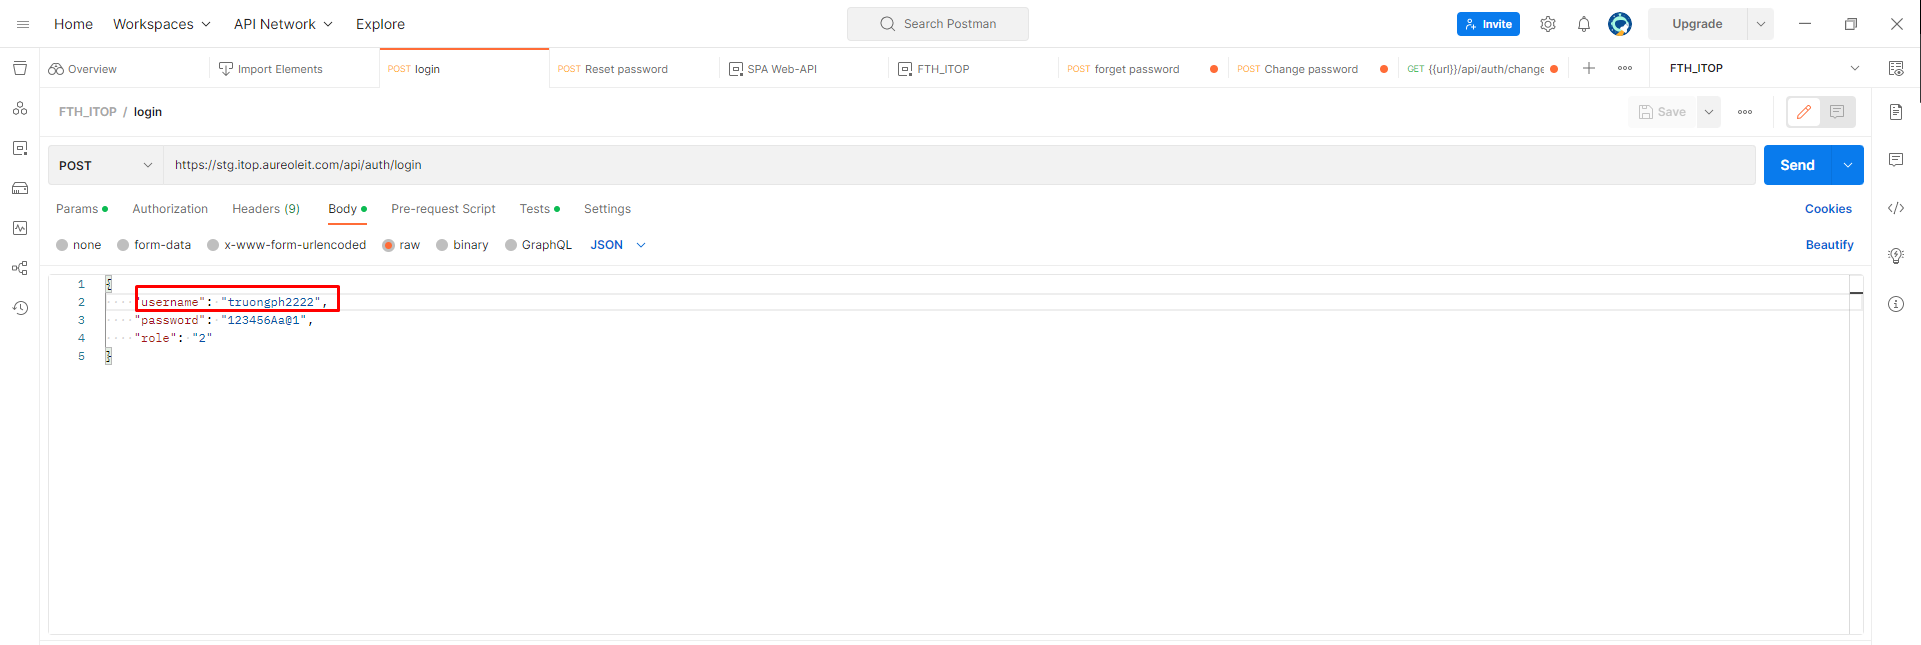 Home Workspaces API Network Explore Search Postman Invite Upgrade
Overview Import Elements POST login POST Reset password SPA Web-API FTH_ITOP POST forget password POST Change password GET {{url}}/api/auth/change FTH_ITOP
FTH_ITOP / login Save
POST https://stg.itop.aureoleit.com/api/auth/login Send
Params Authorization Headers (9) Body Pre-request Script Tests Settings Cookies
none form-data x-www-form-urlencoded raw binary GraphQL JSON Beautify
1 {
2 "username": "truongph2222",
3 "password": "123456Aa@1",
4 "role": "2"
5 }